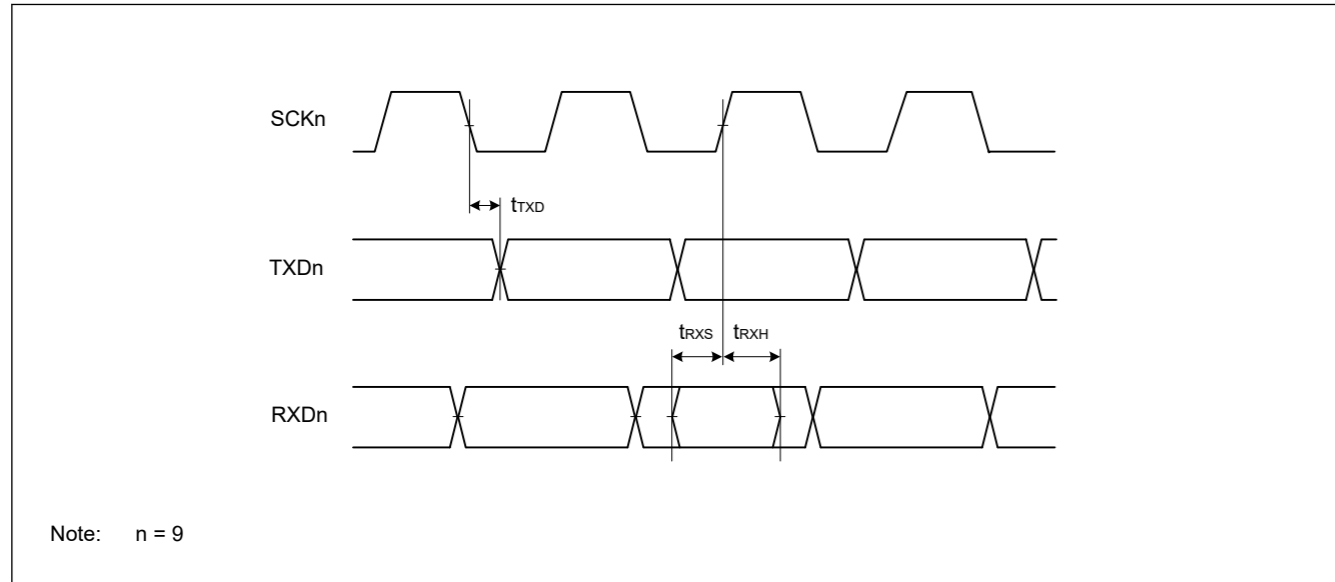 SCKn
tTXD
TXDn
tRXS tRXH
RXDn
Note: n = 9